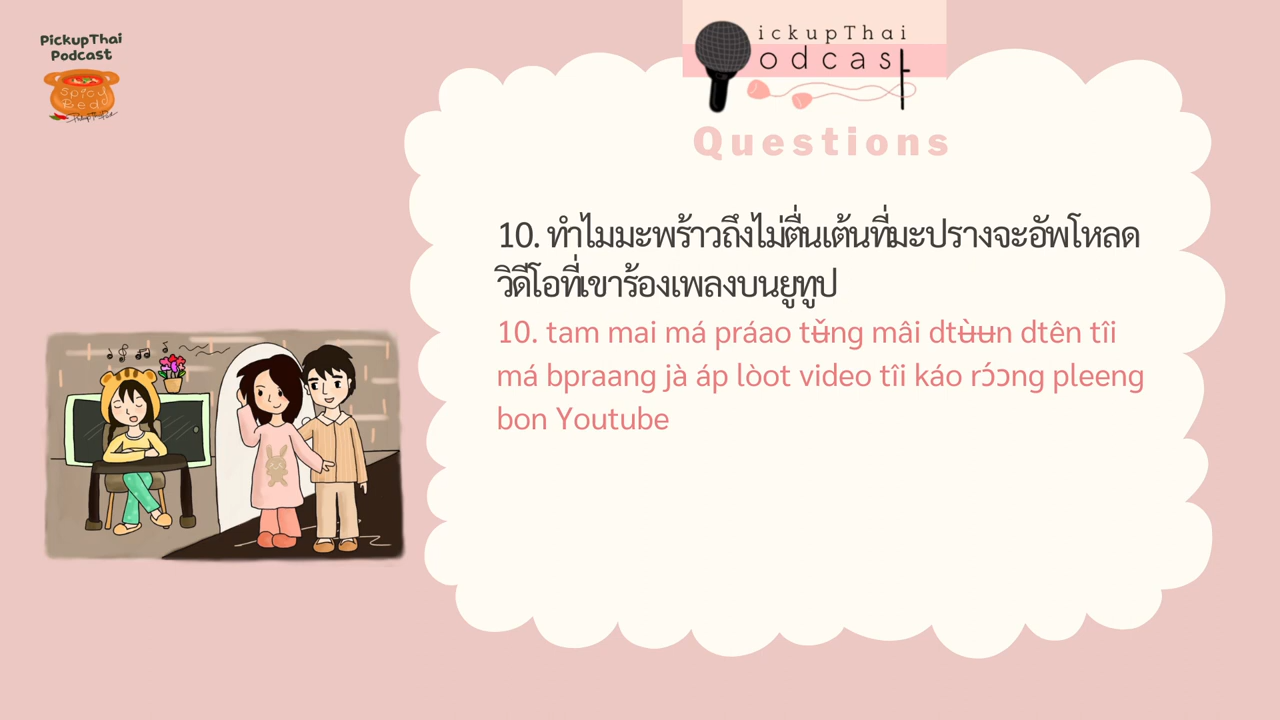 PickupThai
Podcast
Spicy
Red
PickupThai
Podcast
Questions
10. ทำไมมะพร้าวถึงไม่ตื่นเต้นที่มะปรางจะอัพโหลด
วิดีโอที่เขาร้องเพลงบนยูทูป
10. tam mai má práao tʉ̌ng mâi dtʉ̀ʉn dtên tîi
má bpraang jà áp lòot video tîi káo rɔ́ɔng pleeng
bon Youtube